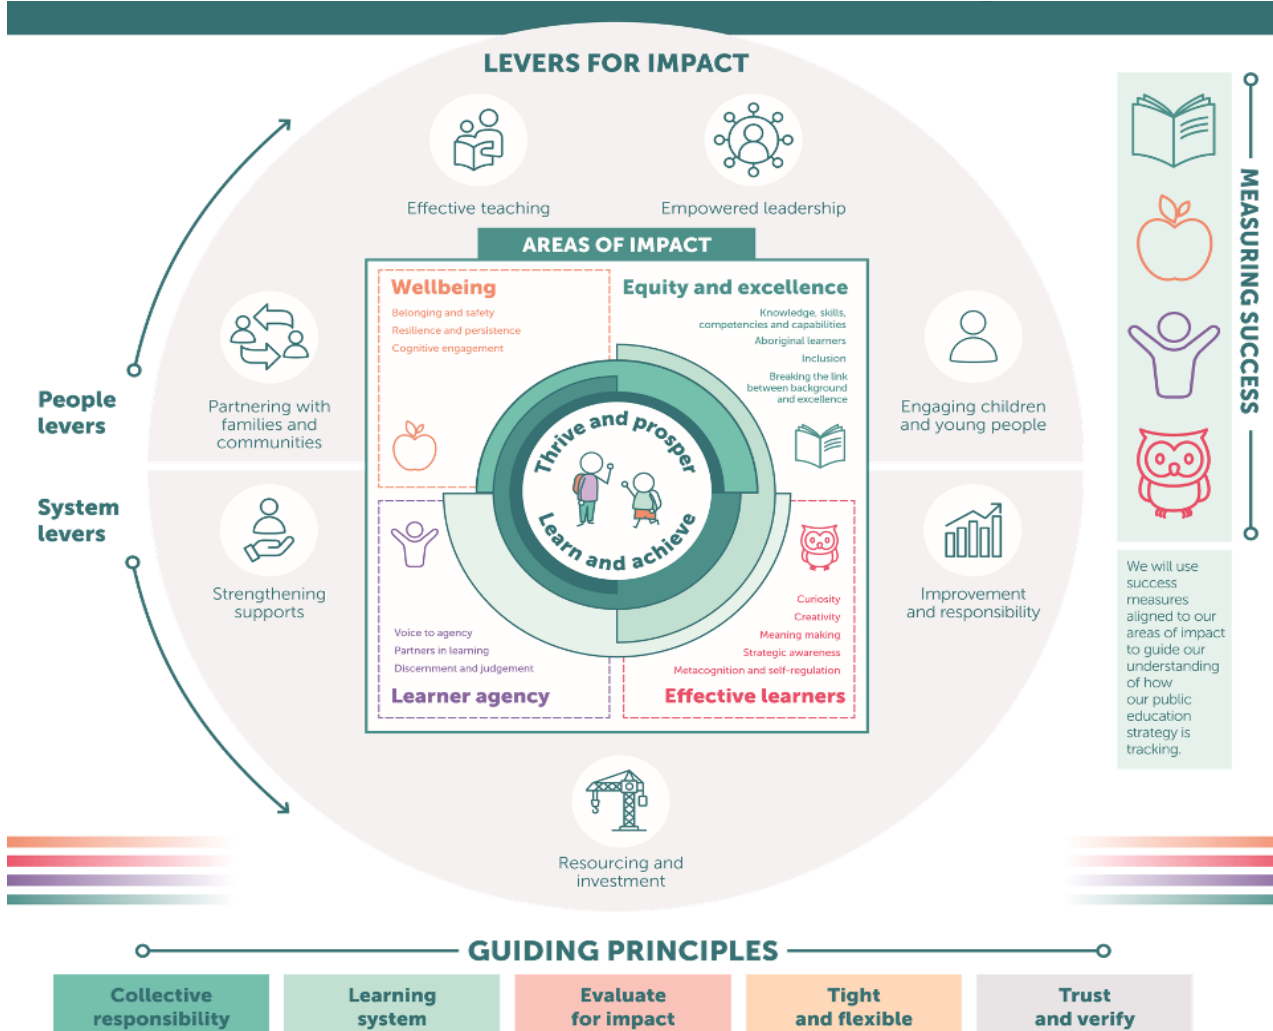 LEVERS FOR IMPACT
Effective teaching
Empowered leadership
Partnering with
families and
communities
Engaging children
and young people
People
levers
System
levers
Strengthening
supports
Improvement
and responsibility
Resourcing and
investment
AREAS OF IMPACT
Wellbeing
Belonging and safety
Resilience and persistence
Cognitive engagement
Equity and excellence
Knowledge, skills,
competencies and capabilities
Aboriginal learners
Inclusion
Breaking the link
between background
and excellence
Thrive and prosper
Learn and achieve
Voice to agency
Partners in learning
Discernment and judgement
Learner agency
Curiosity
Creativity
Meaning making
Strategic awareness
Metacognition and self-regulation
Effective learners
MEASURING SUCCESS
We will use
success
measures
aligned to our
areas of impact
to guide our
understanding
of how
our public
education
strategy is
tracking.
GUIDING PRINCIPLES
Collective
responsibility
Learning
system
Evaluate
for impact
Tight
and flexible
Trust
and verify